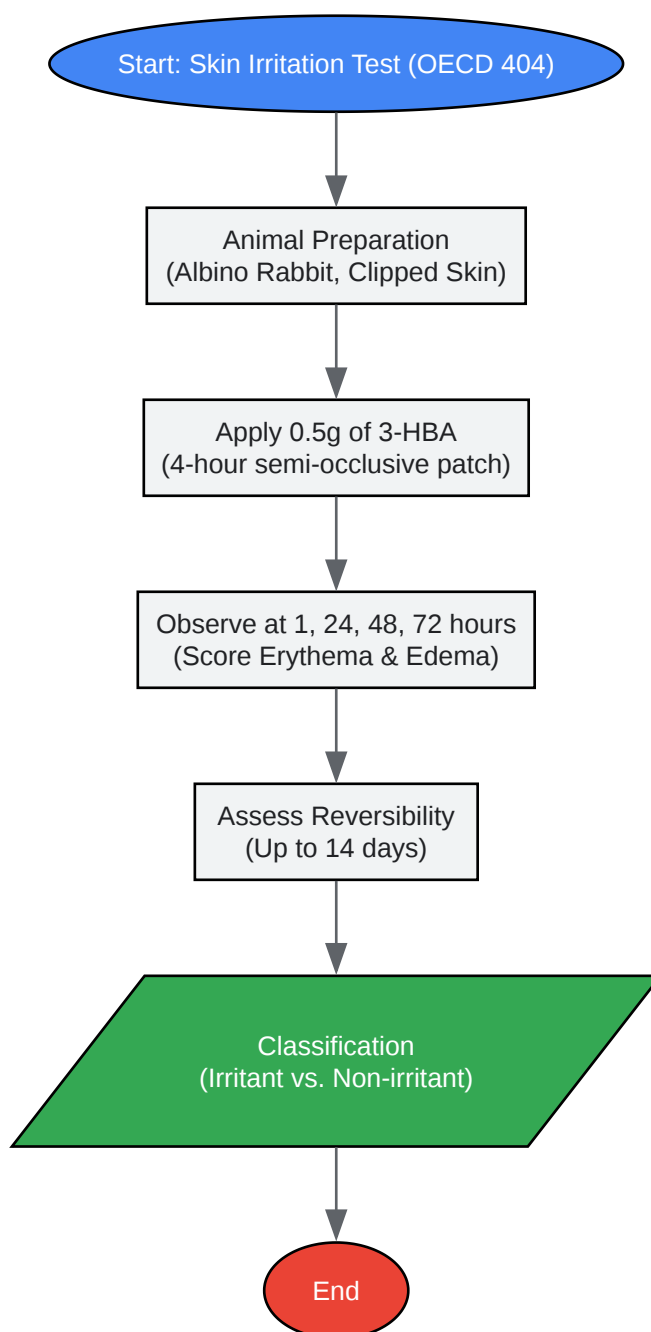 Start: Skin Irritation Test (OECD 404)
Animal Preparation
(Albino Rabbit, Clipped Skin)
Apply 0.5g of 3-HBA
(4-hour semi-occlusive patch)
Observe at 1, 24, 48, 72 hours
(Score Erythema & Edema)
Assess Reversibility
(Up to 14 days)
Classification
(Irritant vs. Non-irritant)
End